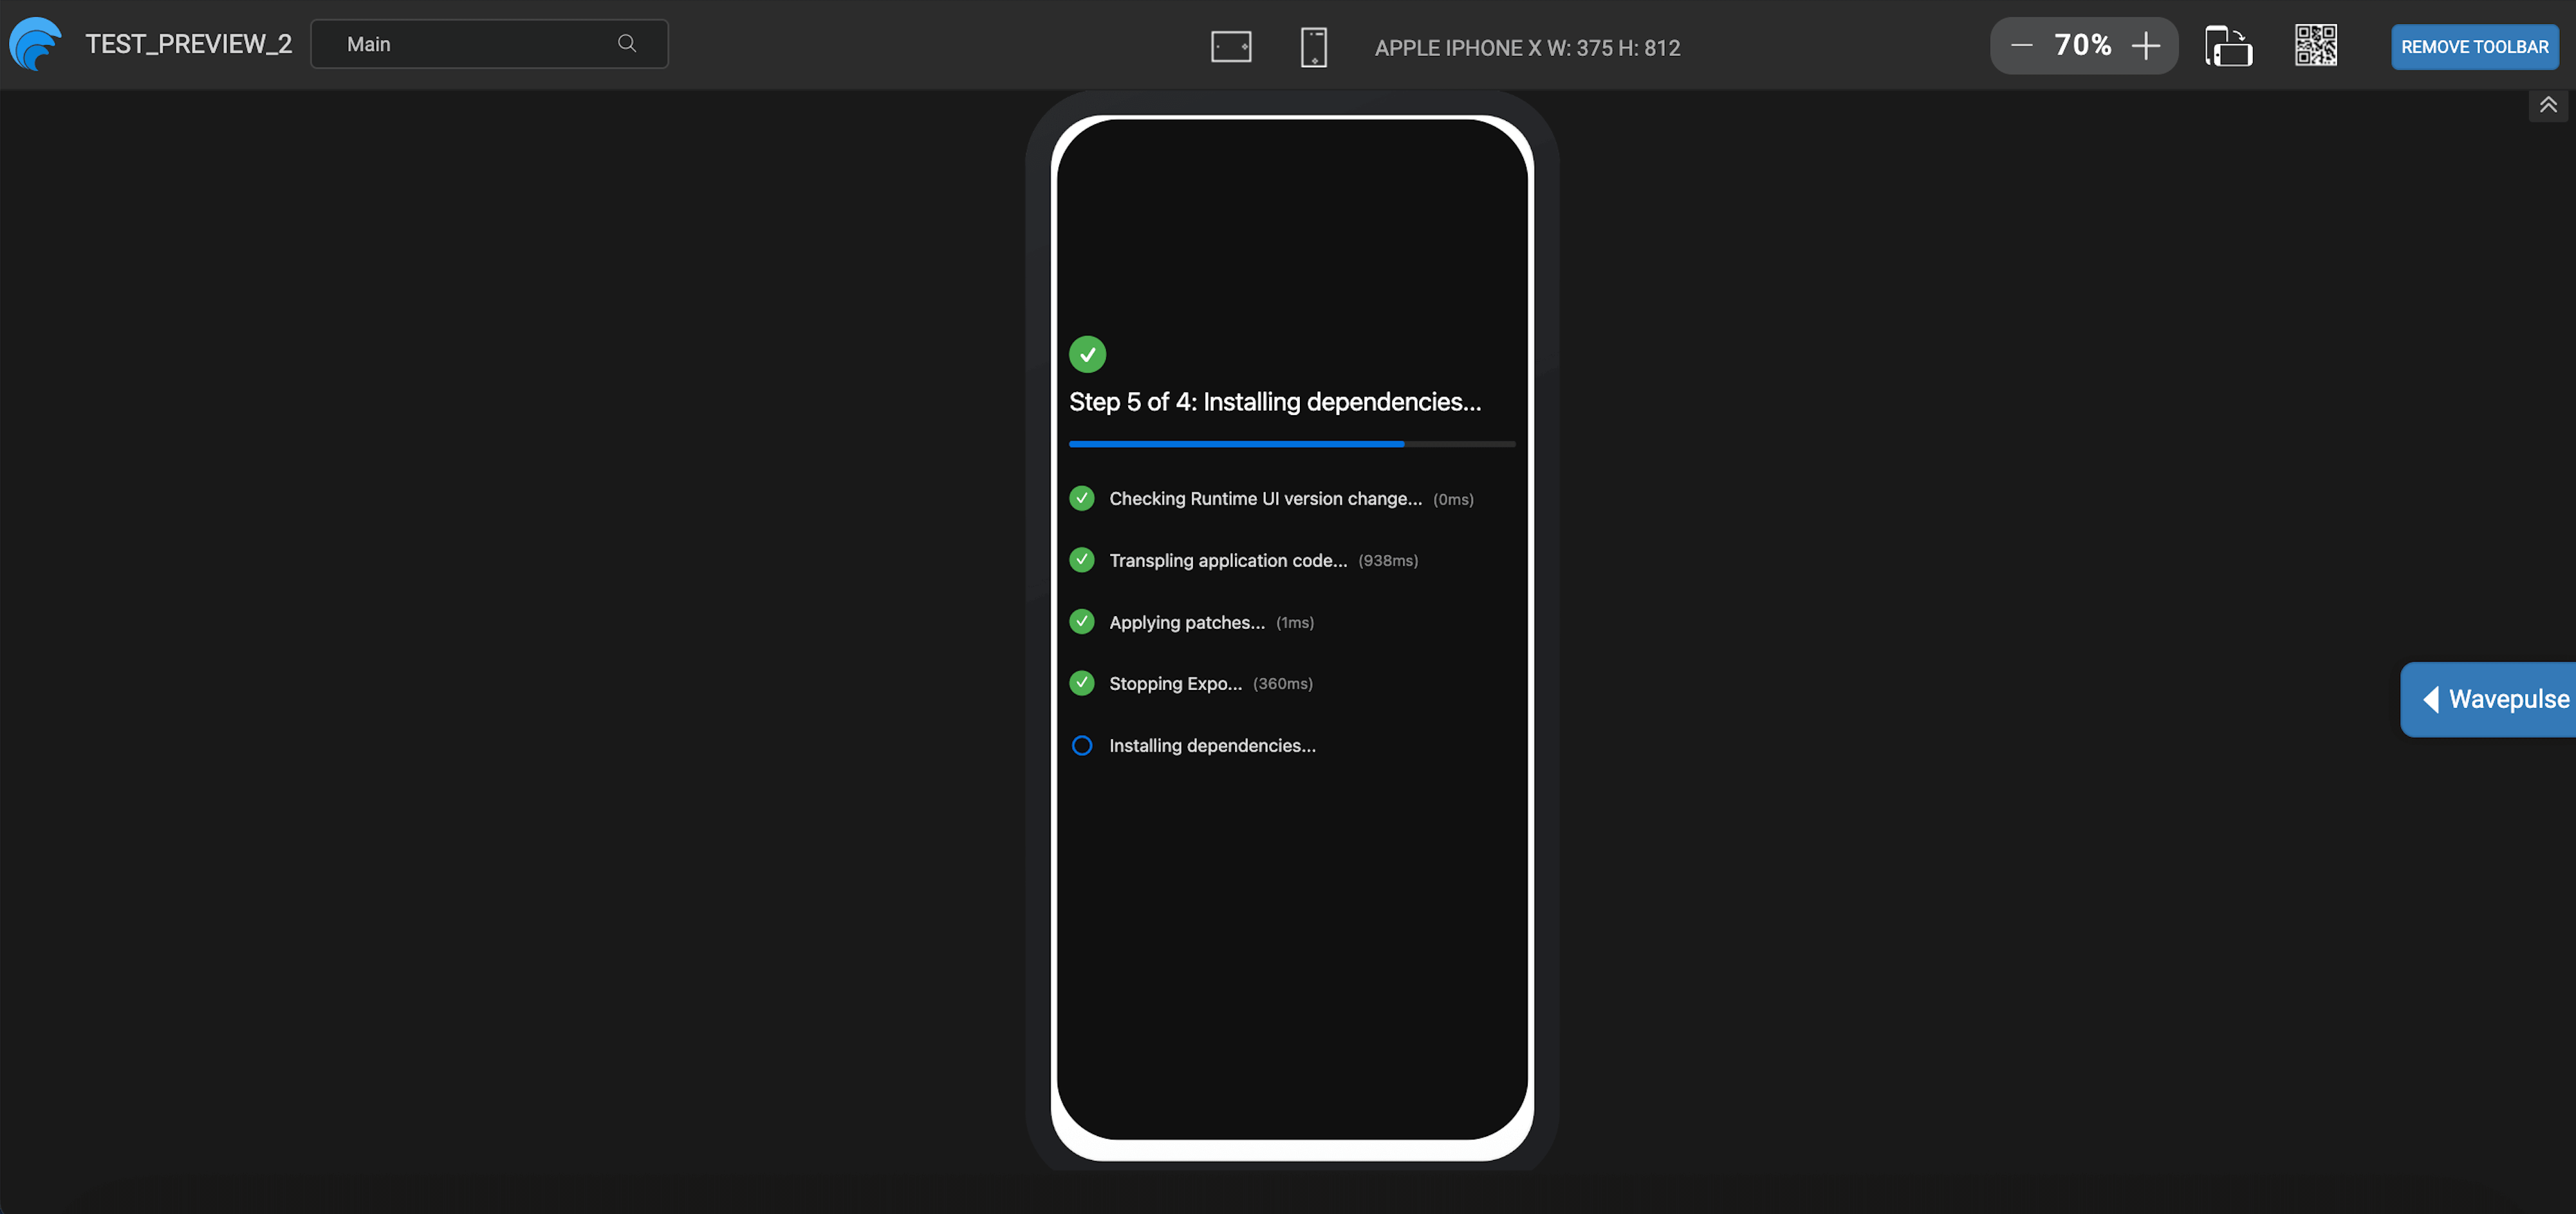 TEST_PREVIEW_2
Main
APPLE IPHONE X W: 375 H: 812
70%
REMOVE TOOLBAR
Step 5 of 4: Installing dependencies...
Checking Runtime UI version change... (0ms)
Transpling application code... (938ms)
Applying patches... (1ms)
Stopping Expo... (360ms)
Wavepulse
Installing dependencies...